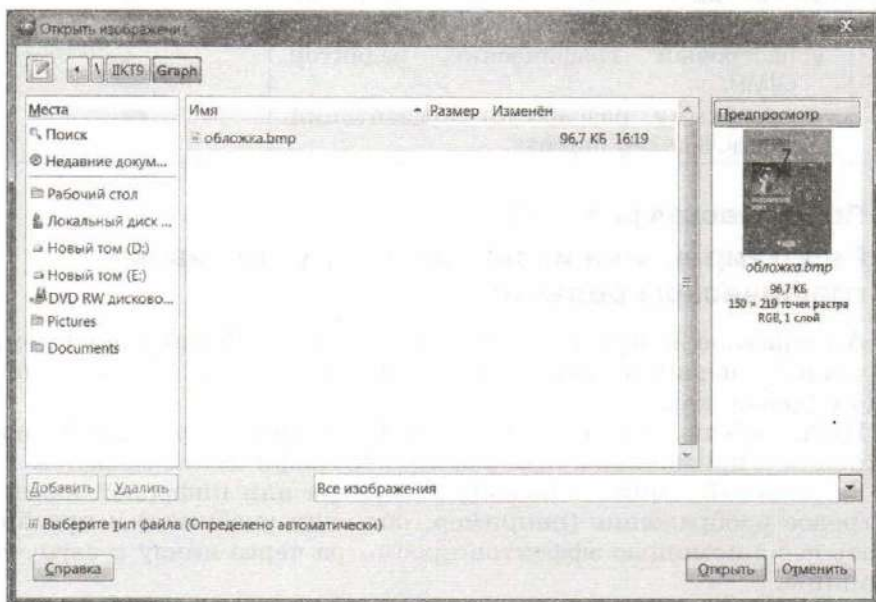 Открыть изображение
\ ПКТ9 Graph
Места
Поиск
Недавние докум...
Рабочий стол
Локальный диск ...
Новый том (D:)
Новый том (E:)
DVD RW дисково...
Pictures
Documents
Имя Размер Изменён
обложка.bmp 96,7 КБ 16:19
Предпросмотр
7
обложка.bmp
96,7 КБ
159 × 219 точек растра
RGB, 1 слой
Добавить Удалить Все изображения
Выберите тип файла (Определено автоматически)
Справка Открыть Отменить